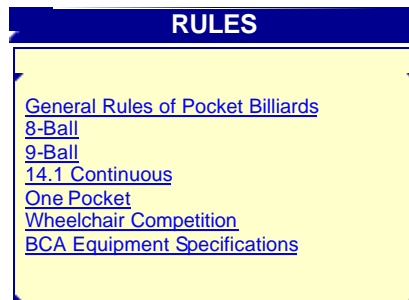 RULES
General Rules of Pocket Billiards
8-Ball
9-Ball
14.1 Continuous
One Pocket
Wheelchair Competition
BCA Equipment Specifications